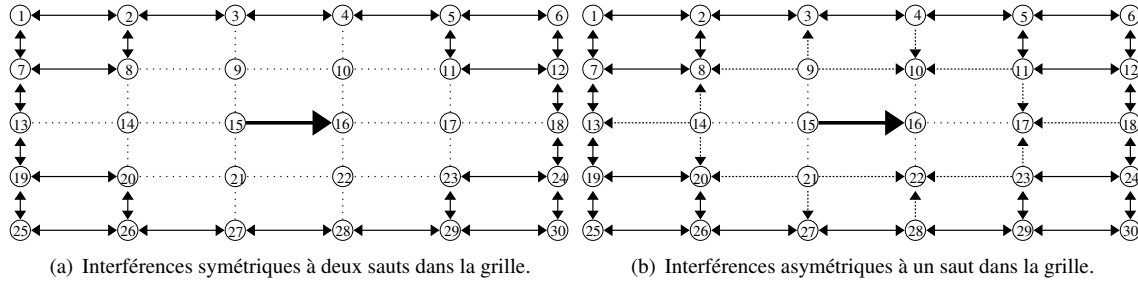 1 2 3 4 5 6 1 2 3 4 5 6
7 8 9 10 11 12 7 8 9 10 11 12
13 14 15 16 17 18 13 14 15 16 17 18
19 20 21 22 23 24 19 20 21 22 23 24
25 26 27 28 29 30 25 26 27 28 29 30
(a) Interférences symétriques à deux sauts dans la grille. (b) Interférences asymétriques à un saut dans la grille.